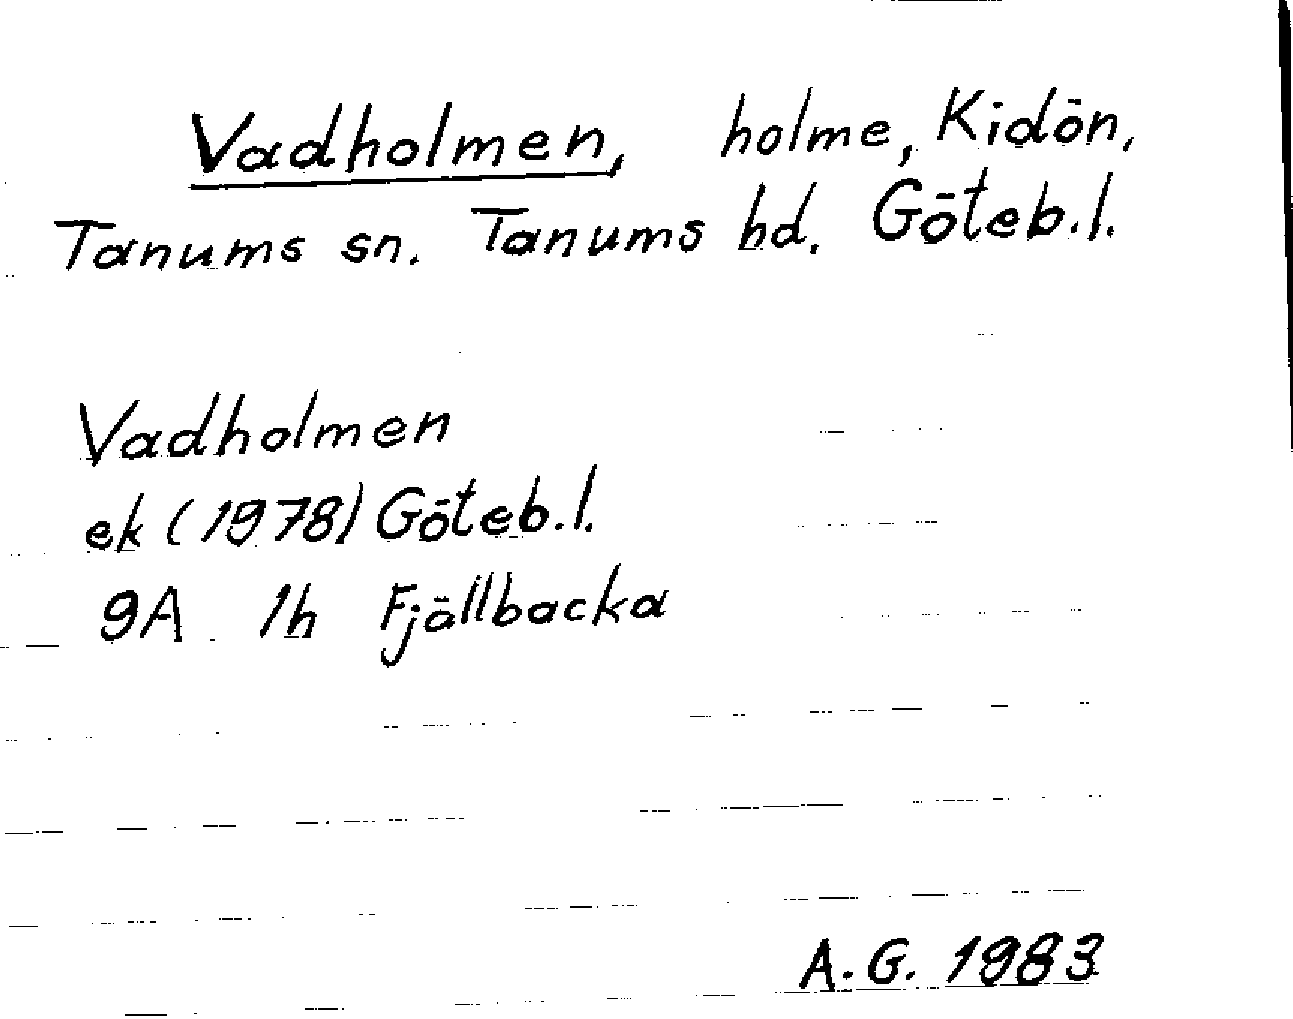 Vadholmen, holme, Kidön,
Tanums sn. Tanums hd. Göteb.l.
Vadholmen
ek (1978) Göteb.l.
9A 1h Fjällbacka
A.G. 1983